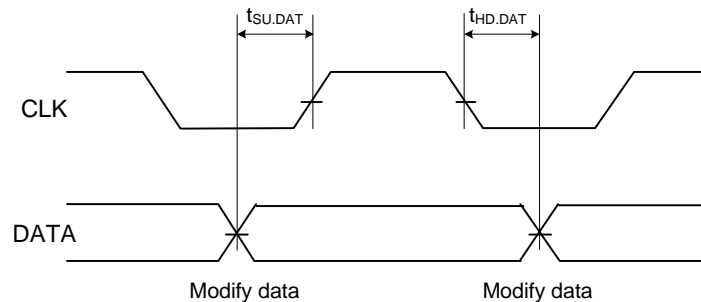 tSU.DAT tHD.DAT
CLK
DATA
Modify data Modify data